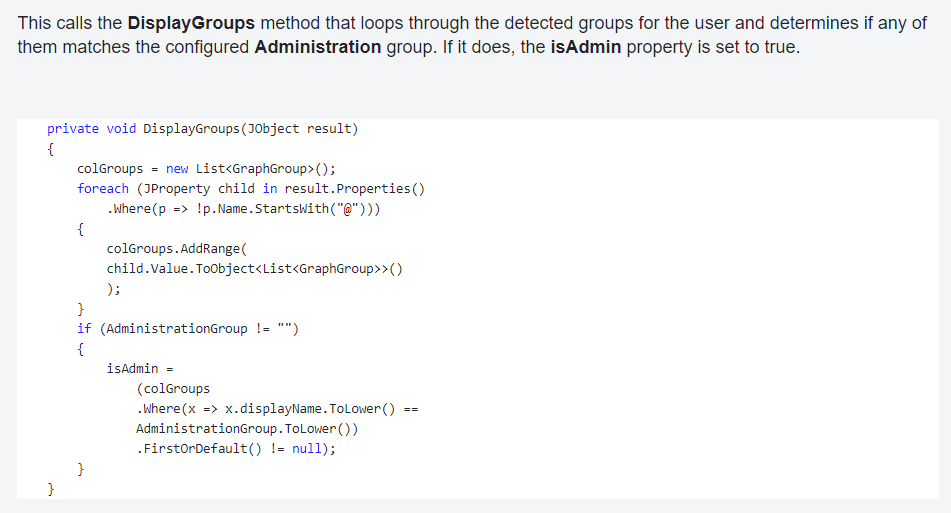 This calls the DisplayGroups method that loops through the detected groups for the user and determines if any of
them matches the configured Administration group. If it does, the isAdmin property is set to true.
private void DisplayGroups(JObject result)
{
colGroups = new List<GraphGroup>();
foreach (JProperty child in result.Properties()
.Where(p => !p.Name.StartsWith("@")))
{
colGroups.AddRange(
child.Value.ToObject<List<GraphGroup>>()
);
}
if (AdministrationGroup != "")
{
isAdmin =
(colGroups
.Where(x => x.displayName.ToLower() ==
AdministrationGroup.ToLower())
.FirstOrDefault() != null);
}
}